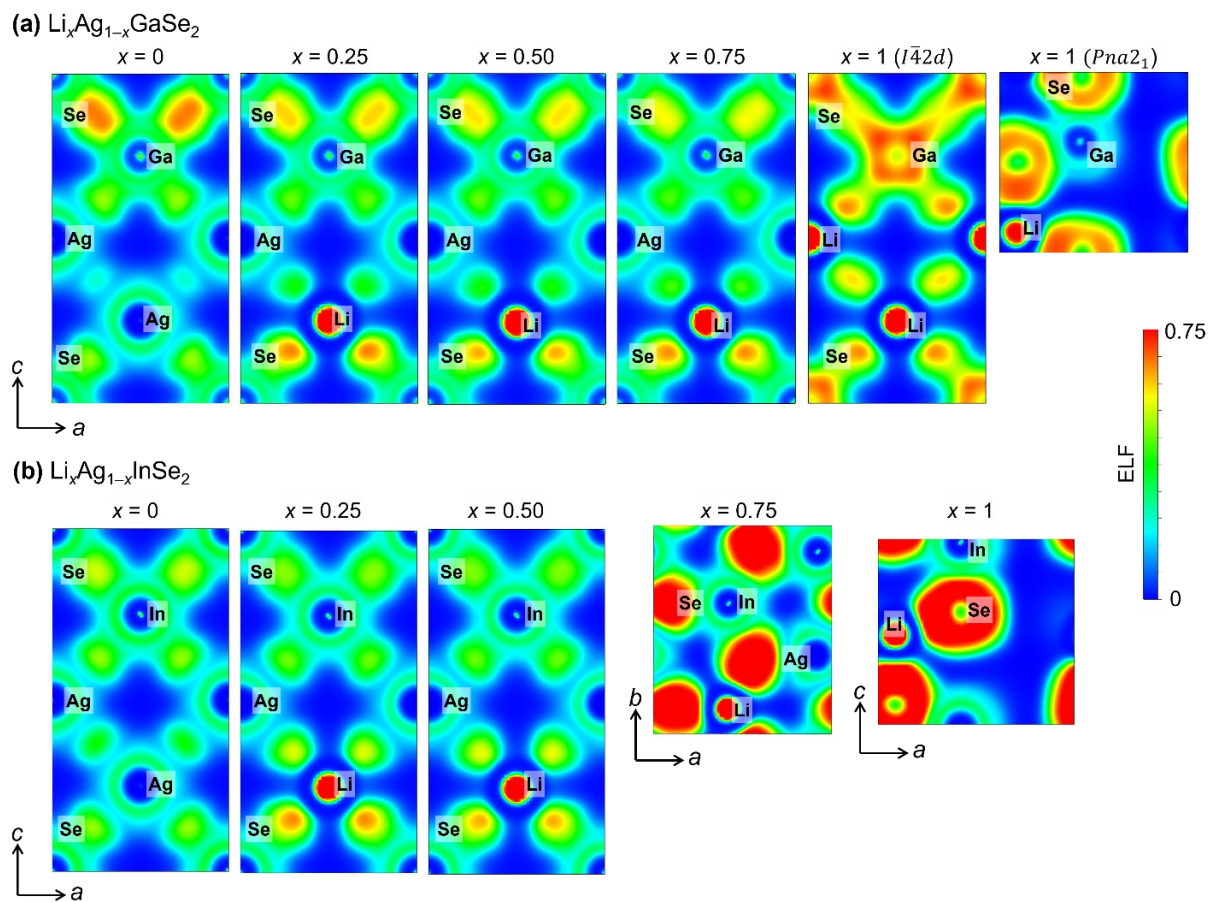 (a) LiₓAg₁₋ₓGaSe₂
x = 0
x = 0.25
x = 0.50
x = 0.75
x = 1 (I4̅2d)
x = 1 (Pna2₁)
Se
Ga
Ag
Ag
Se
Se
Ga
Ag
Li
Se
Se
Ga
Ag
Li
Se
Se
Ga
Ag
Li
Se
Se
Ga
Li
Li
Se
Se
Ga
Li
c
a
0.75
ELF
0
(b) LiₓAg₁₋ₓInSe₂
x = 0
x = 0.25
x = 0.50
x = 0.75
x = 1
Se
In
Ag
Ag
Se
Se
In
Ag
Li
Se
Se
In
Ag
Li
Se
Se
In
Ag
Li
b
a
In
Se
Li
c
a
c
a